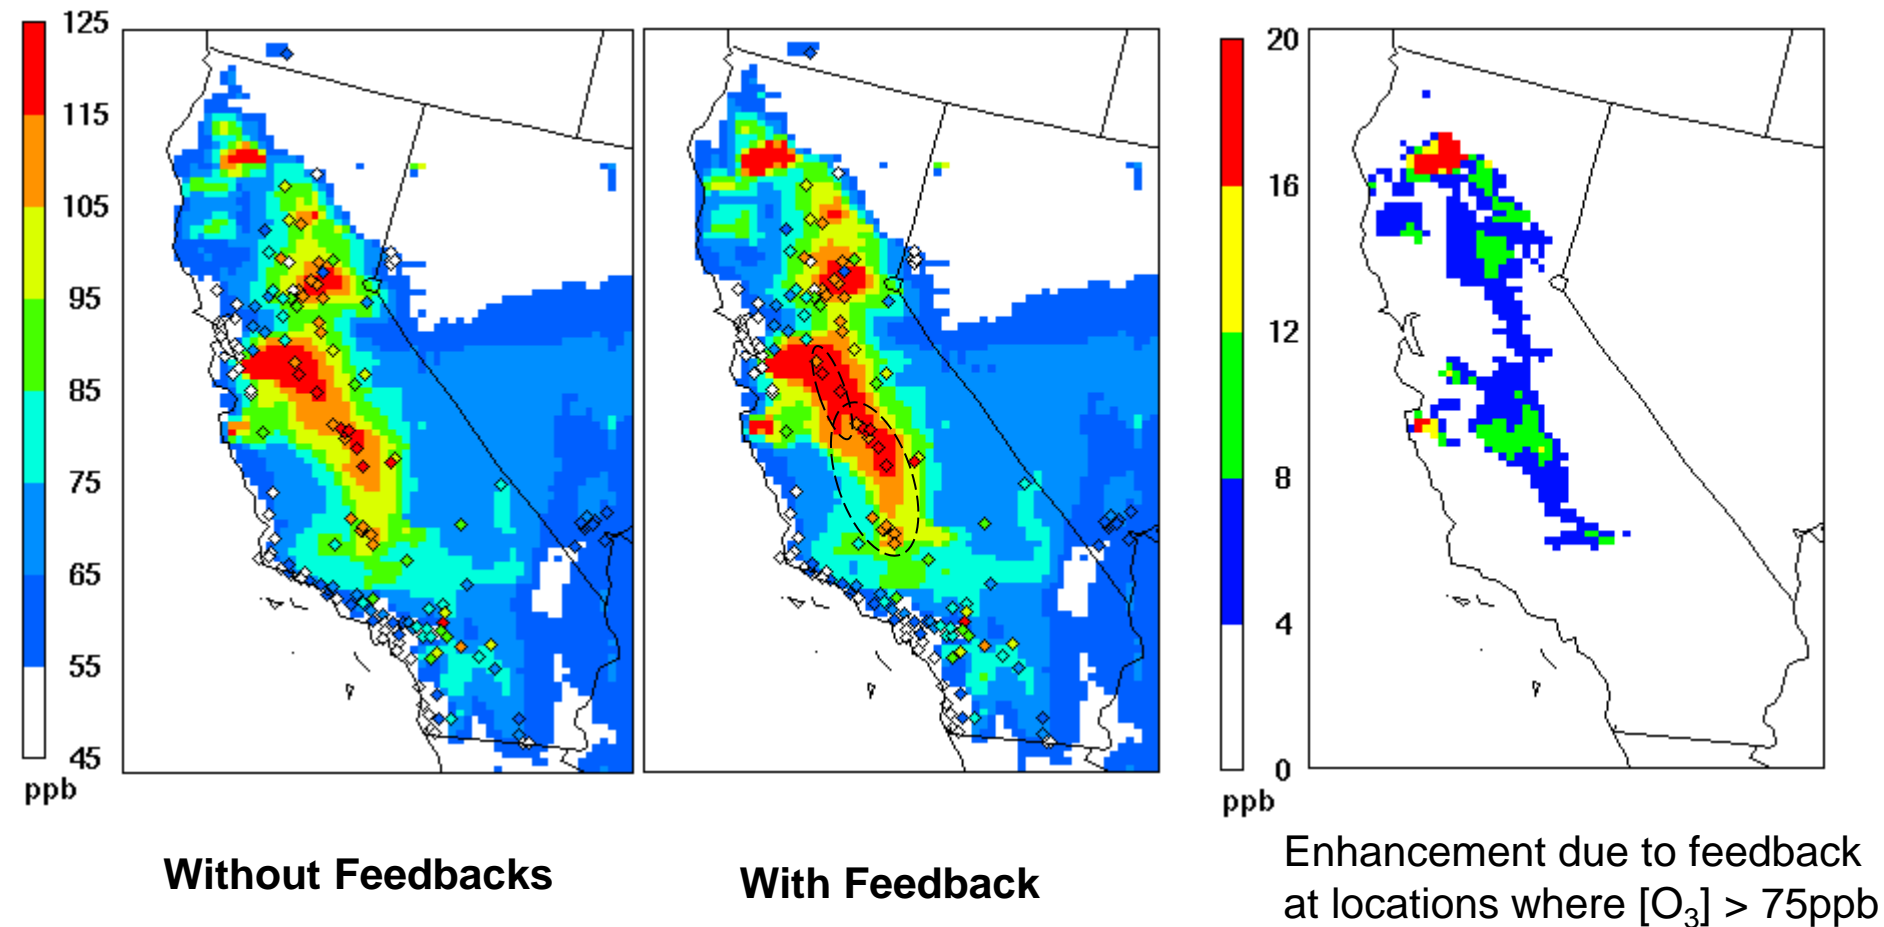 125
115
105
95
85
75
65
55
45
ppb
20
16
12
8
4
0
ppb
Without Feedbacks
With Feedback
Enhancement due to feedback
at locations where [O₃] > 75ppb